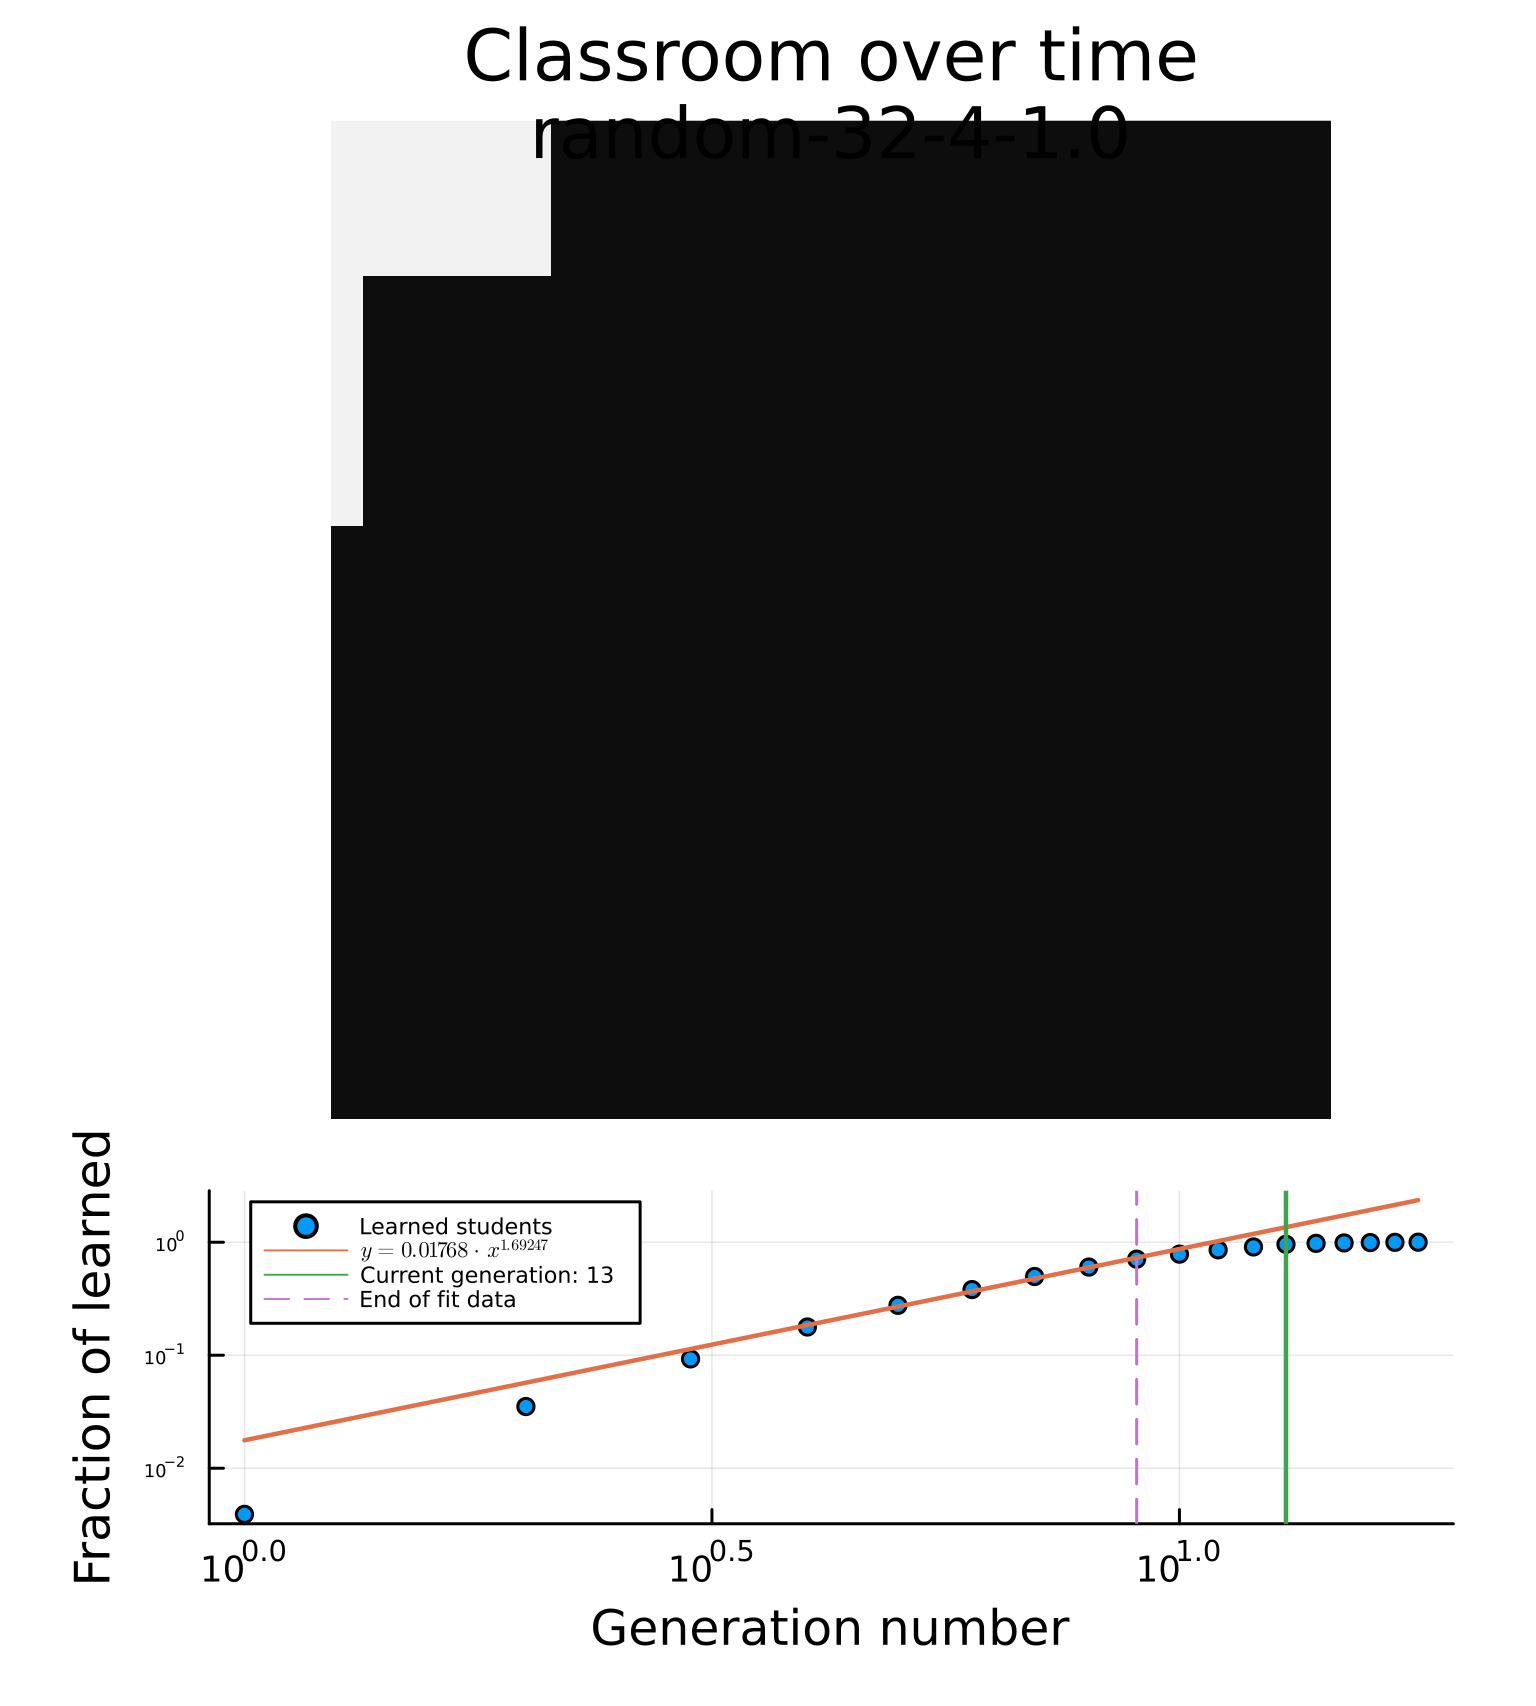 Classroom over time
random-32-4-1.0
Fraction of learned
10^0
10^-1
10^-2
Learned students
y = 0.01768 · x^1.69247
Current generation: 13
End of fit data
10^0.0
10^0.5
10^1.0
Generation number